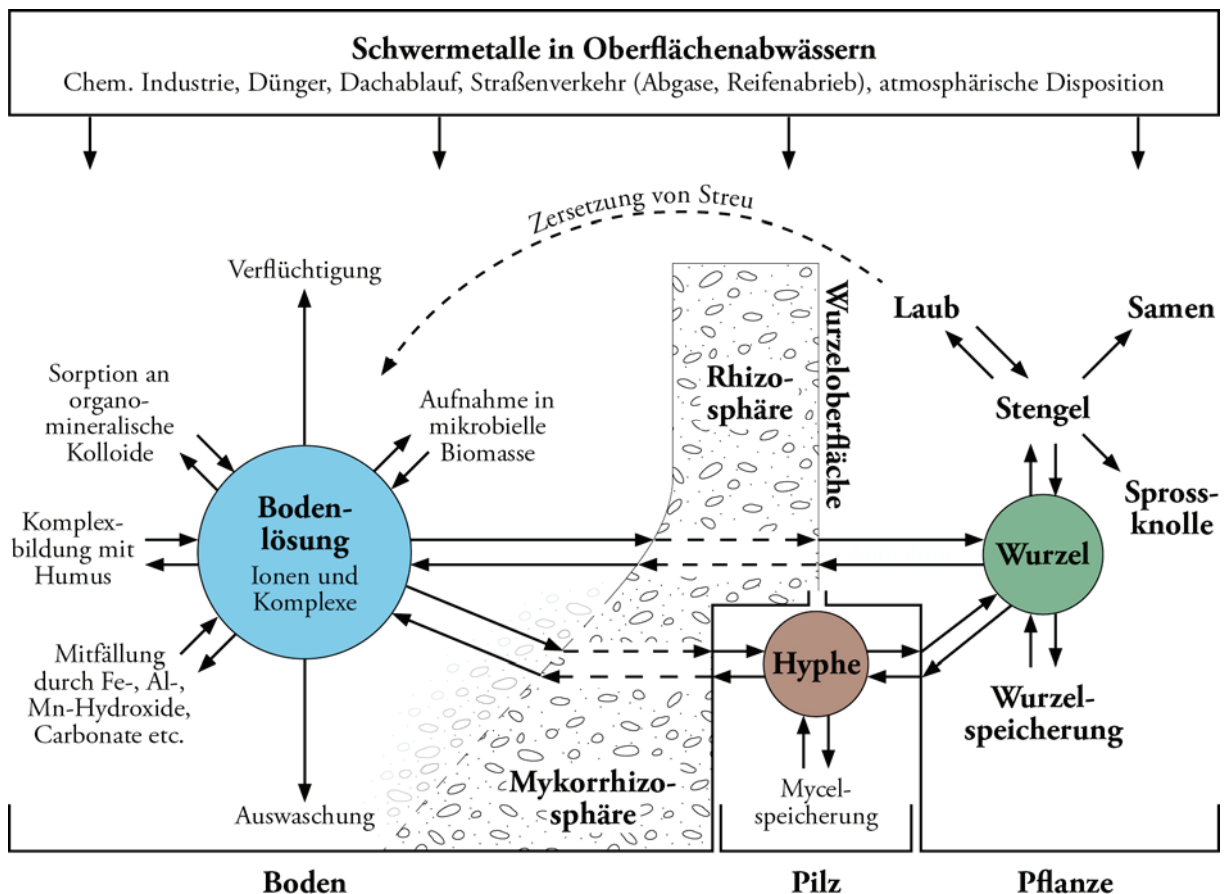 Schwermetalle in Oberflächenabwässern
Chem. Industrie, Dünger, Dachablauf, Straßenverkehr (Abgase, Reifenabrieb), atmosphärische Disposition
Zersetzung von Streu
Verflüchtigung
Sorption an
organo-
mineralische
Kolloide
Aufnahme in
mikrobielle
Biomasse
Komplex-
bildung mit
Humus
Boden-
lösung
Ionen und
Komplexe
Mitfällung
durch Fe-, Al-,
Mn-Hydroxide,
Carbonate etc.
Auswaschung
Rhizo-
sphäre
Wurzeloberfläche
Mykorrhizo-
sphäre
Hyphe
Mycel-
speicherung
Laub
Samen
Stengel
Spross-
knolle
Wurzel
Wurzel-
speicherung
Boden
Pilz
Pflanze